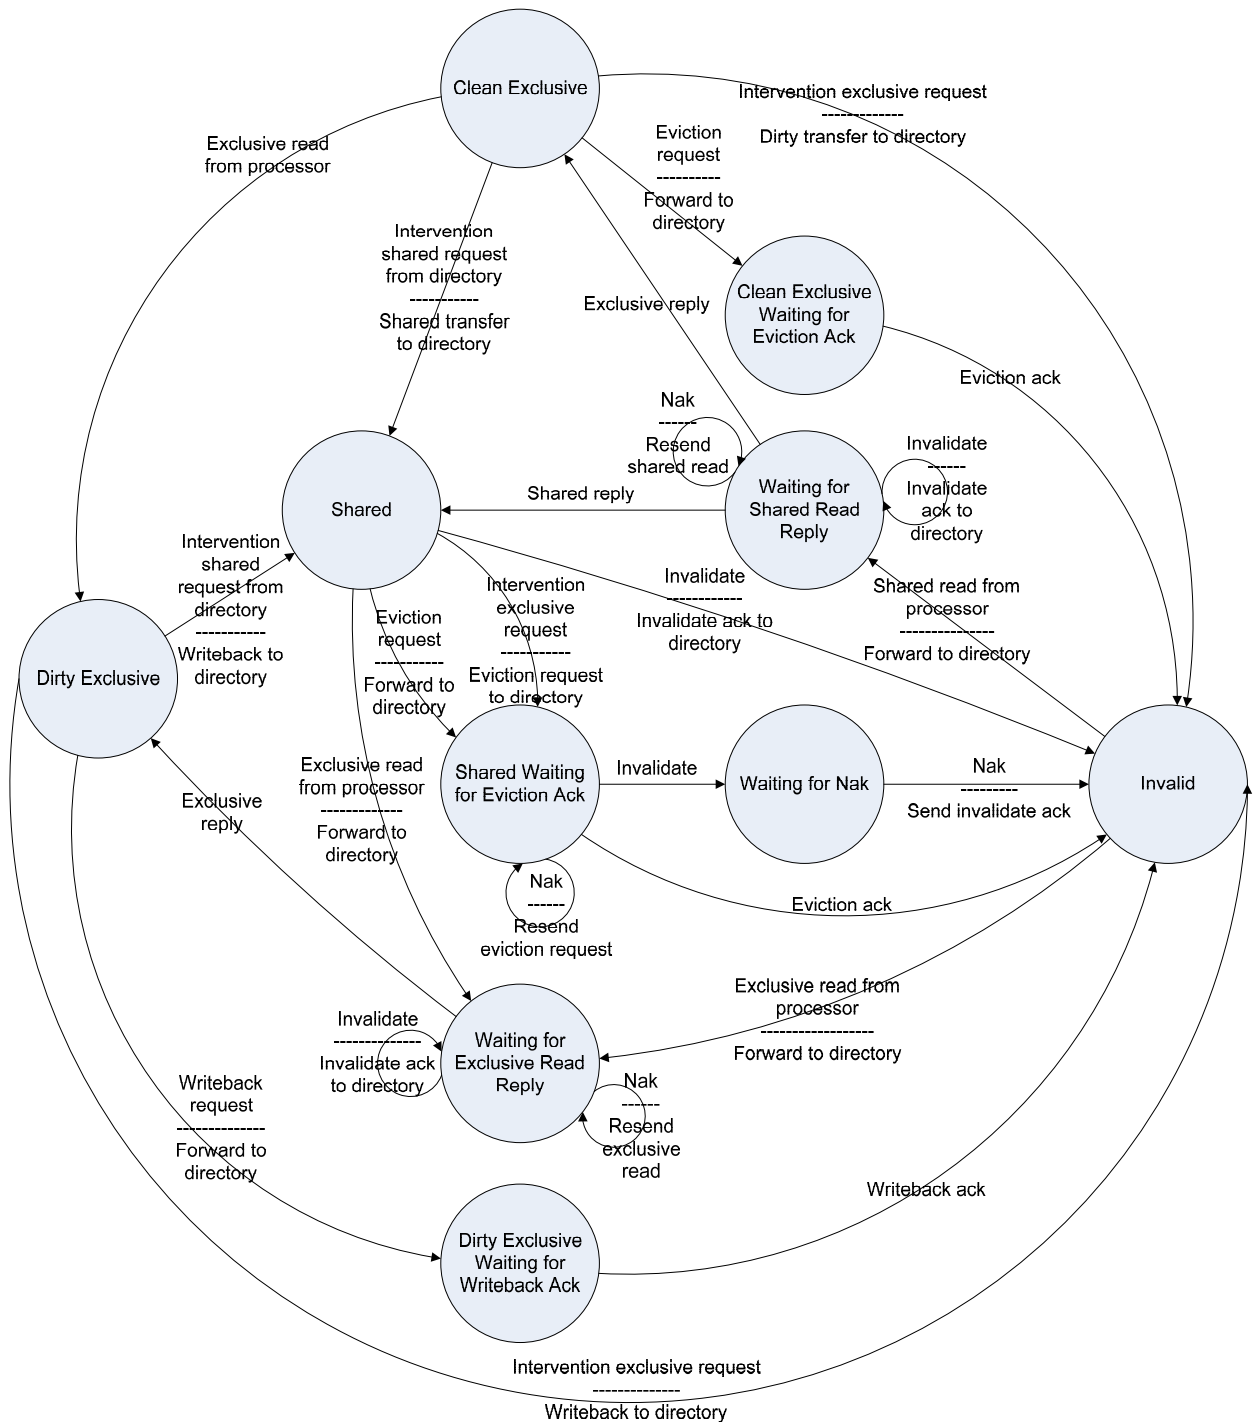 Clean Exclusive
Intervention exclusive request
-------------
Dirty transfer to directory
Exclusive read
from processor
Eviction
request
----------
Forward to
directory
Intervention
shared request
from directory
-----------
Shared transfer
to directory
Exclusive reply
Clean Exclusive
Waiting for
Eviction Ack
Eviction ack
Nak
------
Resend
shared read
Invalidate
------
Invalidate
ack to
directory
Waiting for
Shared Read
Reply
Shared reply
Shared
Intervention
shared
request from
directory
-----------
Writeback to
directory
Dirty Exclusive
Eviction
request
-----------
Forward to
directory
Intervention
exclusive
request
-----------
Eviction request
to directory
Invalidate
------------
Invalidate ack to
directory
Shared read from
processor
---------------
Forward to directory
Exclusive read
from processor
-------------
Forward to
directory
Exclusive
reply
Shared Waiting
for Eviction Ack
Invalidate
Waiting for Nak
Nak
---------
Send invalidate ack
Invalid
Nak
------
Resend
eviction request
Eviction ack
Exclusive read from
processor
------------------
Forward to directory
Invalidate
--------------
Invalidate ack
to directory
Waiting for
Exclusive Read
Reply
Nak
------
Resend
exclusive
read
Writeback
request
--------------
Forward to
directory
Writeback ack
Dirty Exclusive
Waiting for
Writeback Ack
Intervention exclusive request
--------------
Writeback to directory